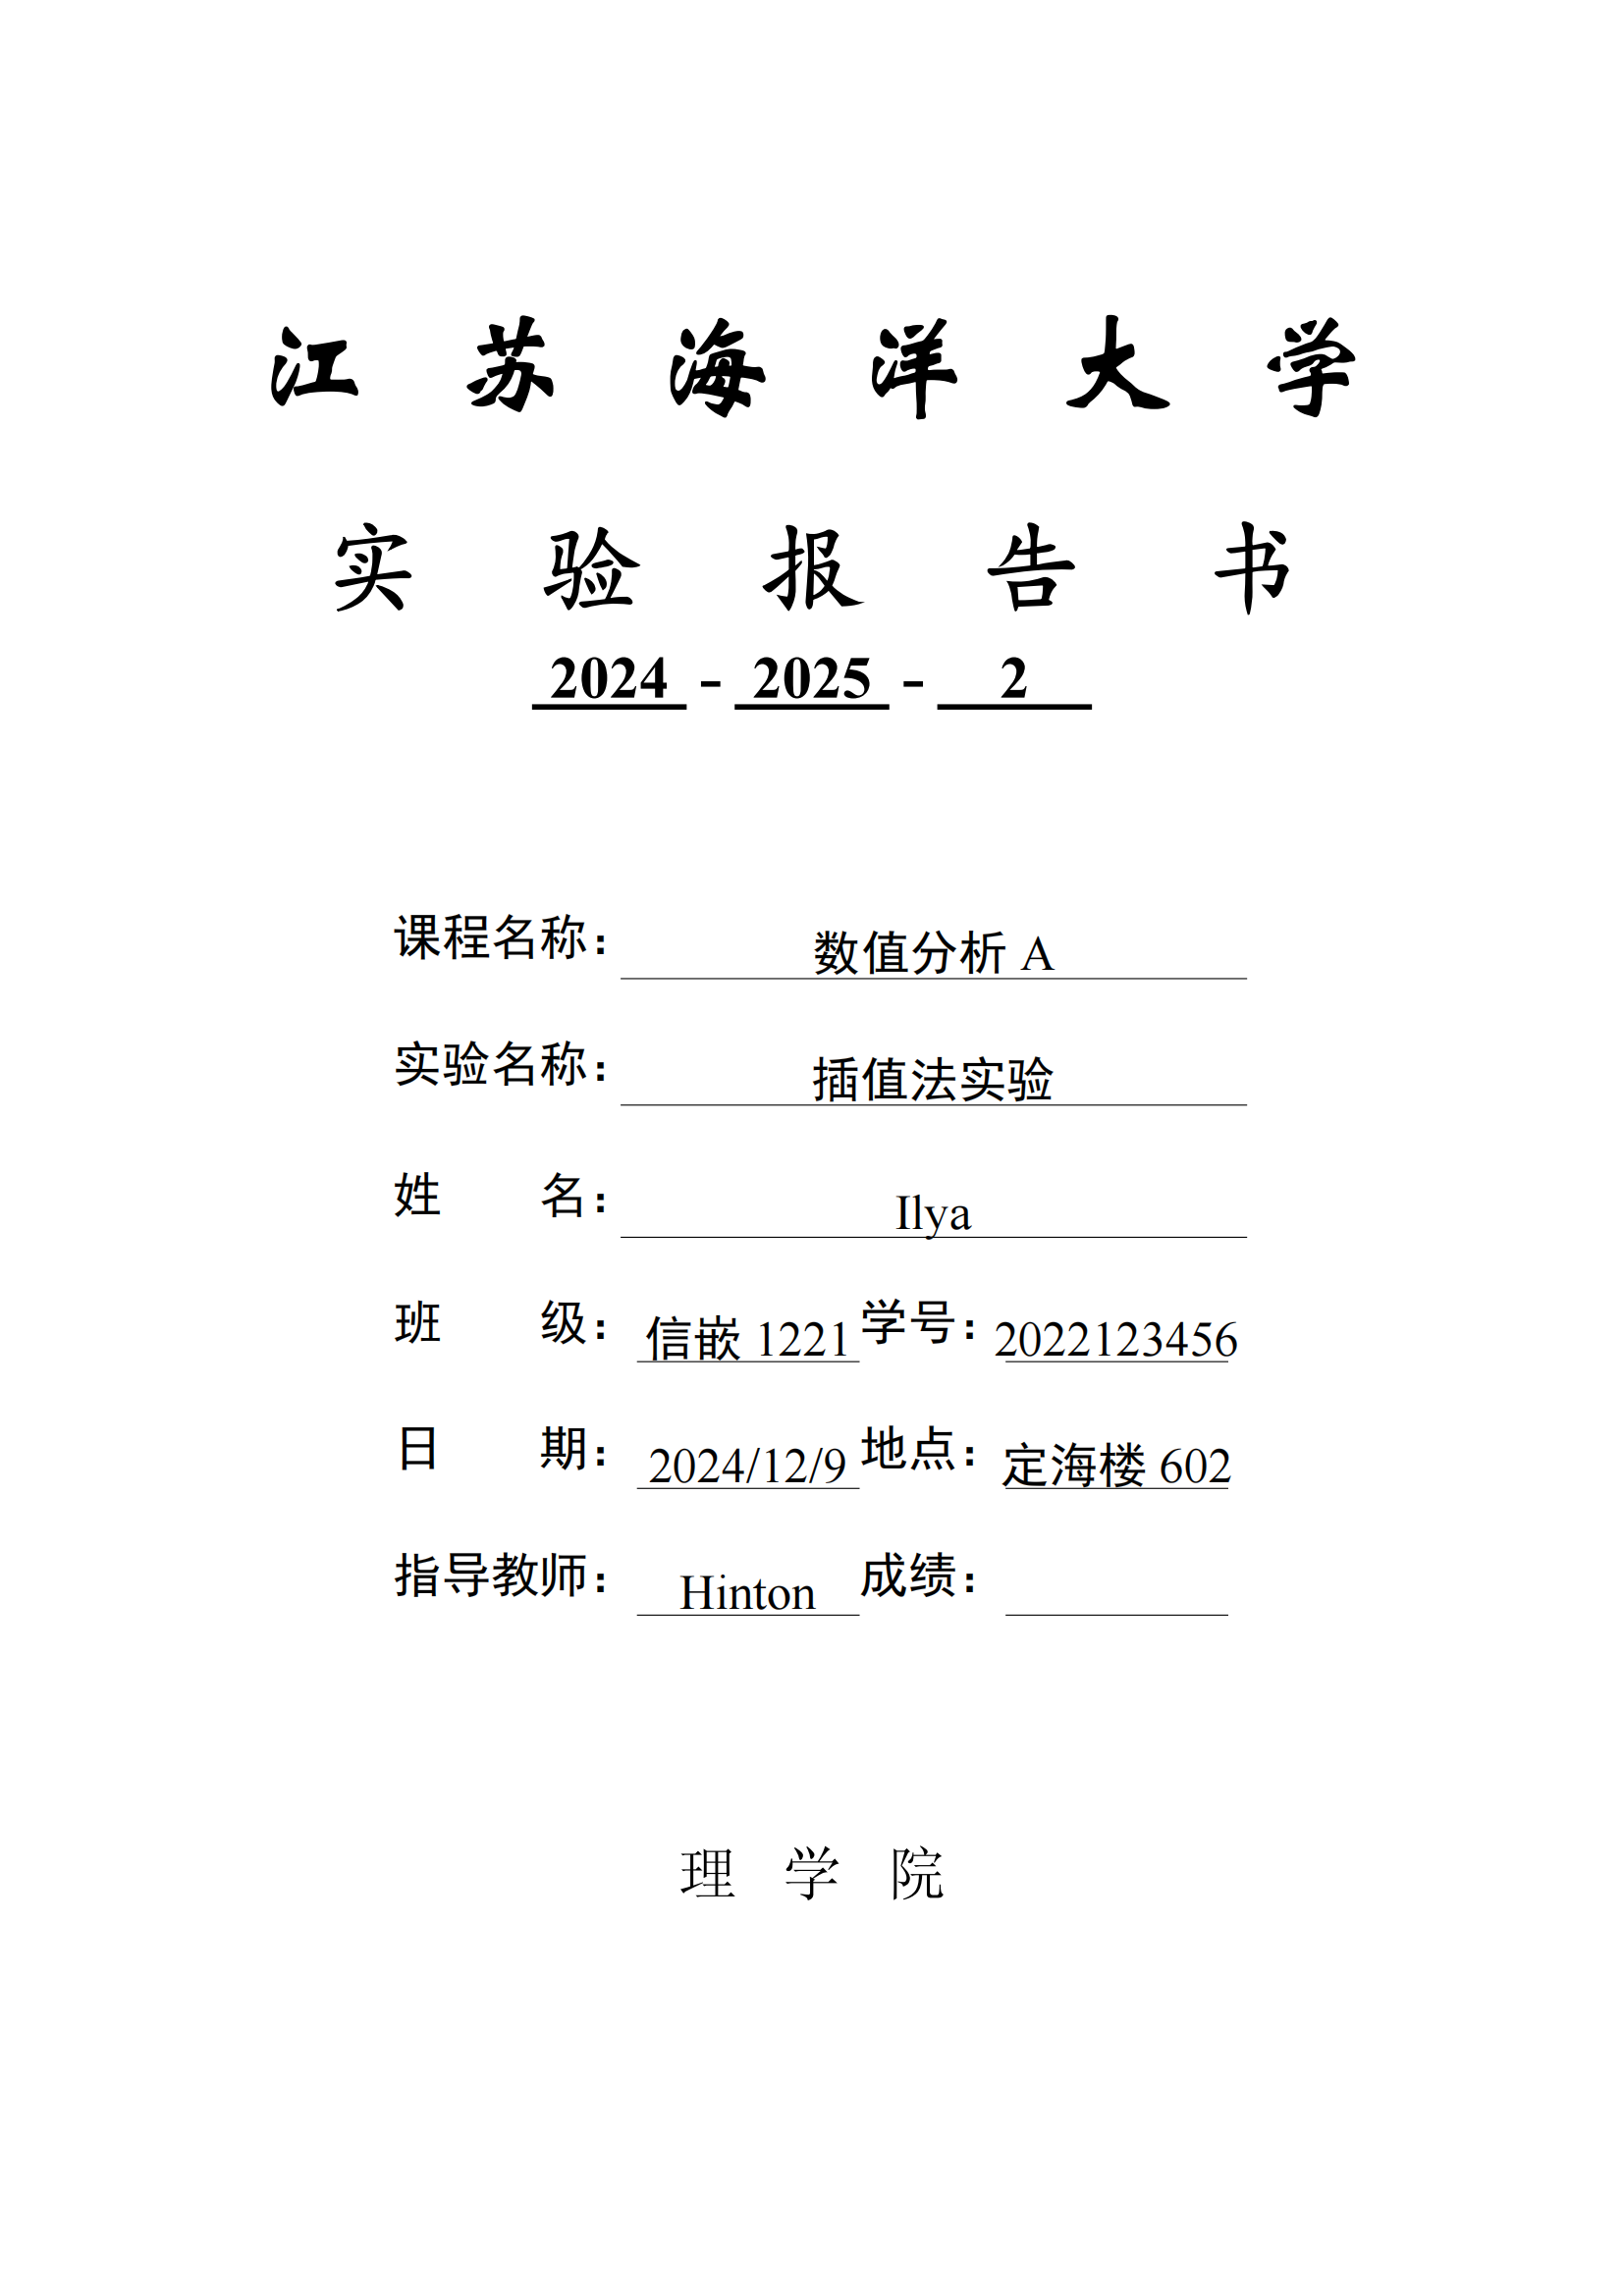 江苏海洋大学
实验报告书
2024 - 2025 - 2
课程名称: 数值分析 A
实验名称: 插值法实验
姓名: Ilya
班级: 信嵌 1221 学号: 2022123456
日期: 2024/12/9 地点: 定海楼 602
指导教师: Hinton 成绩:
理学院